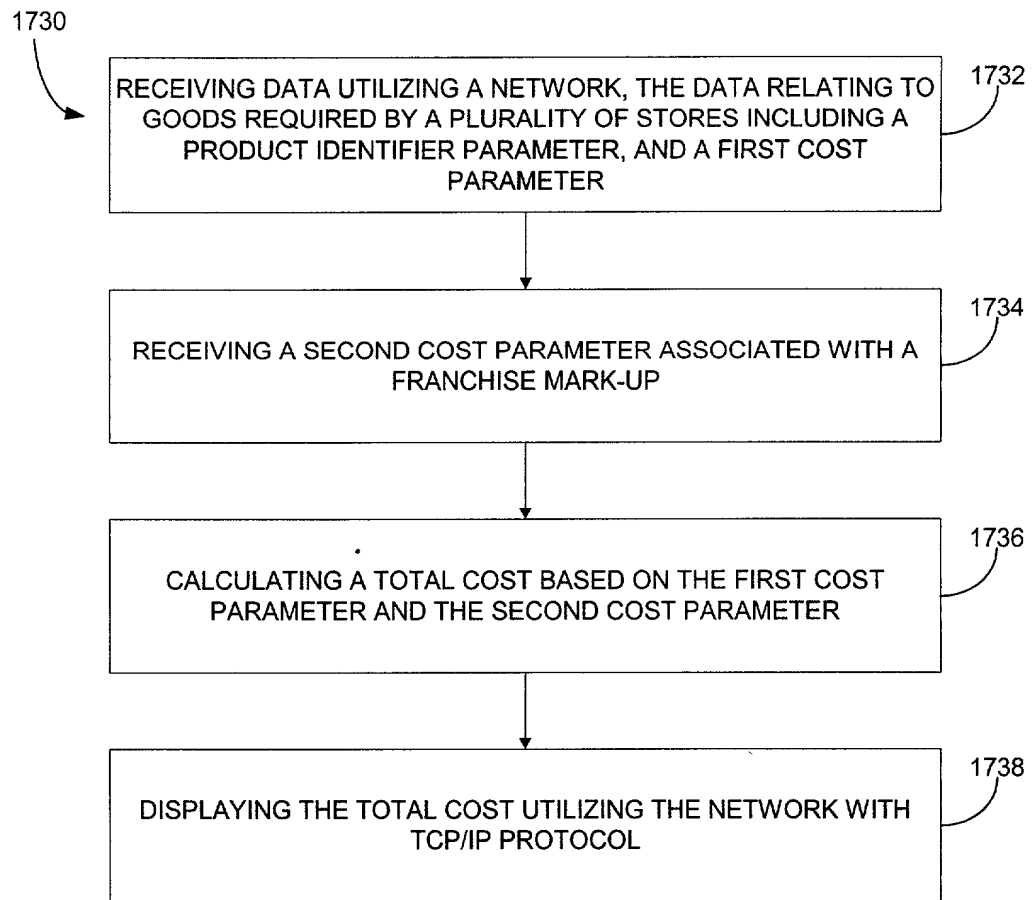 1730
1732
RECEIVING DATA UTILIZING A NETWORK, THE DATA RELATING TO
GOODS REQUIRED BY A PLURALITY OF STORES INCLUDING A
PRODUCT IDENTIFIER PARAMETER, AND A FIRST COST
PARAMETER
1734
RECEIVING A SECOND COST PARAMETER ASSOCIATED WITH A
FRANCHISE MARK-UP
1736
CALCULATING A TOTAL COST BASED ON THE FIRST COST
PARAMETER AND THE SECOND COST PARAMETER
1738
DISPLAYING THE TOTAL COST UTILIZING THE NETWORK WITH
TCP/IP PROTOCOL